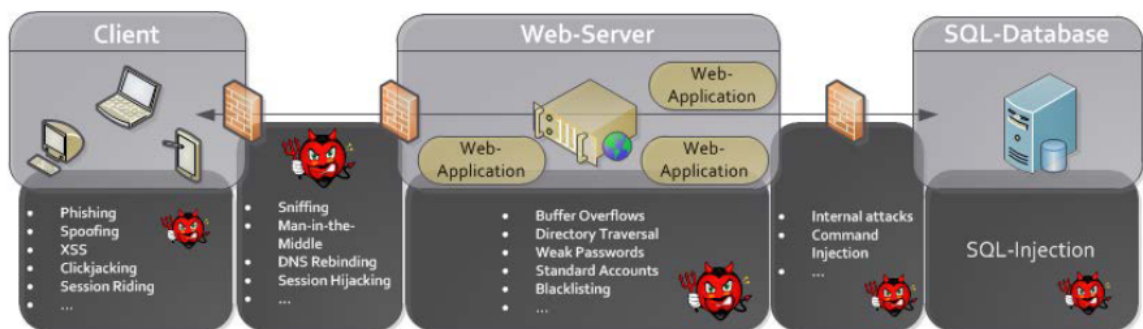 Client
Web-Server
SQL-Database
Web-
Application
Web-
Application
Web-
Application
• Phishing
• Spoofing
• XSS
• Clickjacking
• Session Riding
• ...
• Sniffing
• Man-in-the-
Middle
• DNS Rebinding
• Session Hijacking
• ...
• Buffer Overflows
• Directory Traversal
• Weak Passwords
• Standard Accounts
• Blacklisting
• ...
• Internal attacks
• Command
Injection
• ...
SQL-Injection